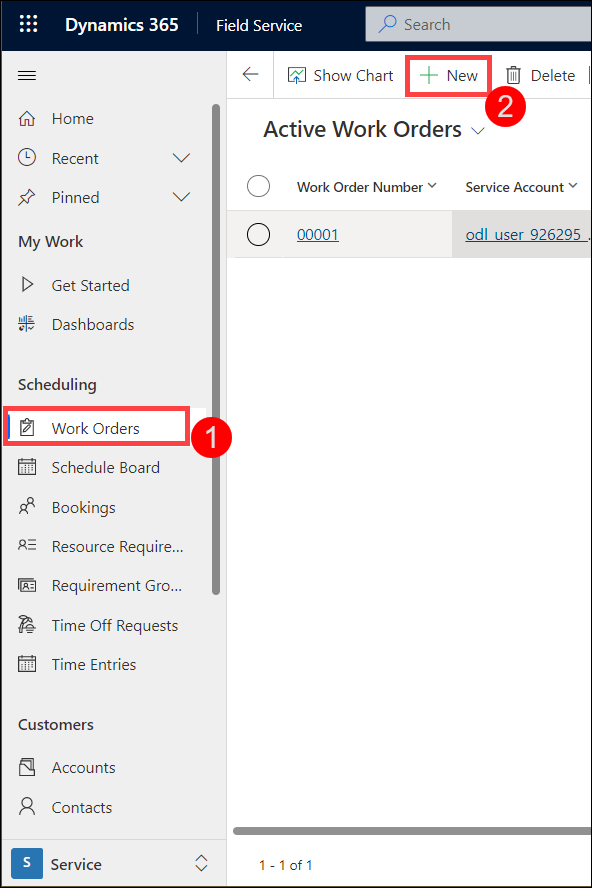 Dynamics 365 Field Service Search
Show Chart New Delete
2
Home
Active Work Orders
Recent
Work Order Number Service Account
Pinned
My Work
00001 odl_user_926295_...
Get Started
Dashboards
Scheduling
Work Orders
1
Schedule Board
Bookings
Resource Require...
Requirement Gro...
Time Off Requests
Time Entries
Customers
Accounts
Contacts
S Service
1 - 1 of 1